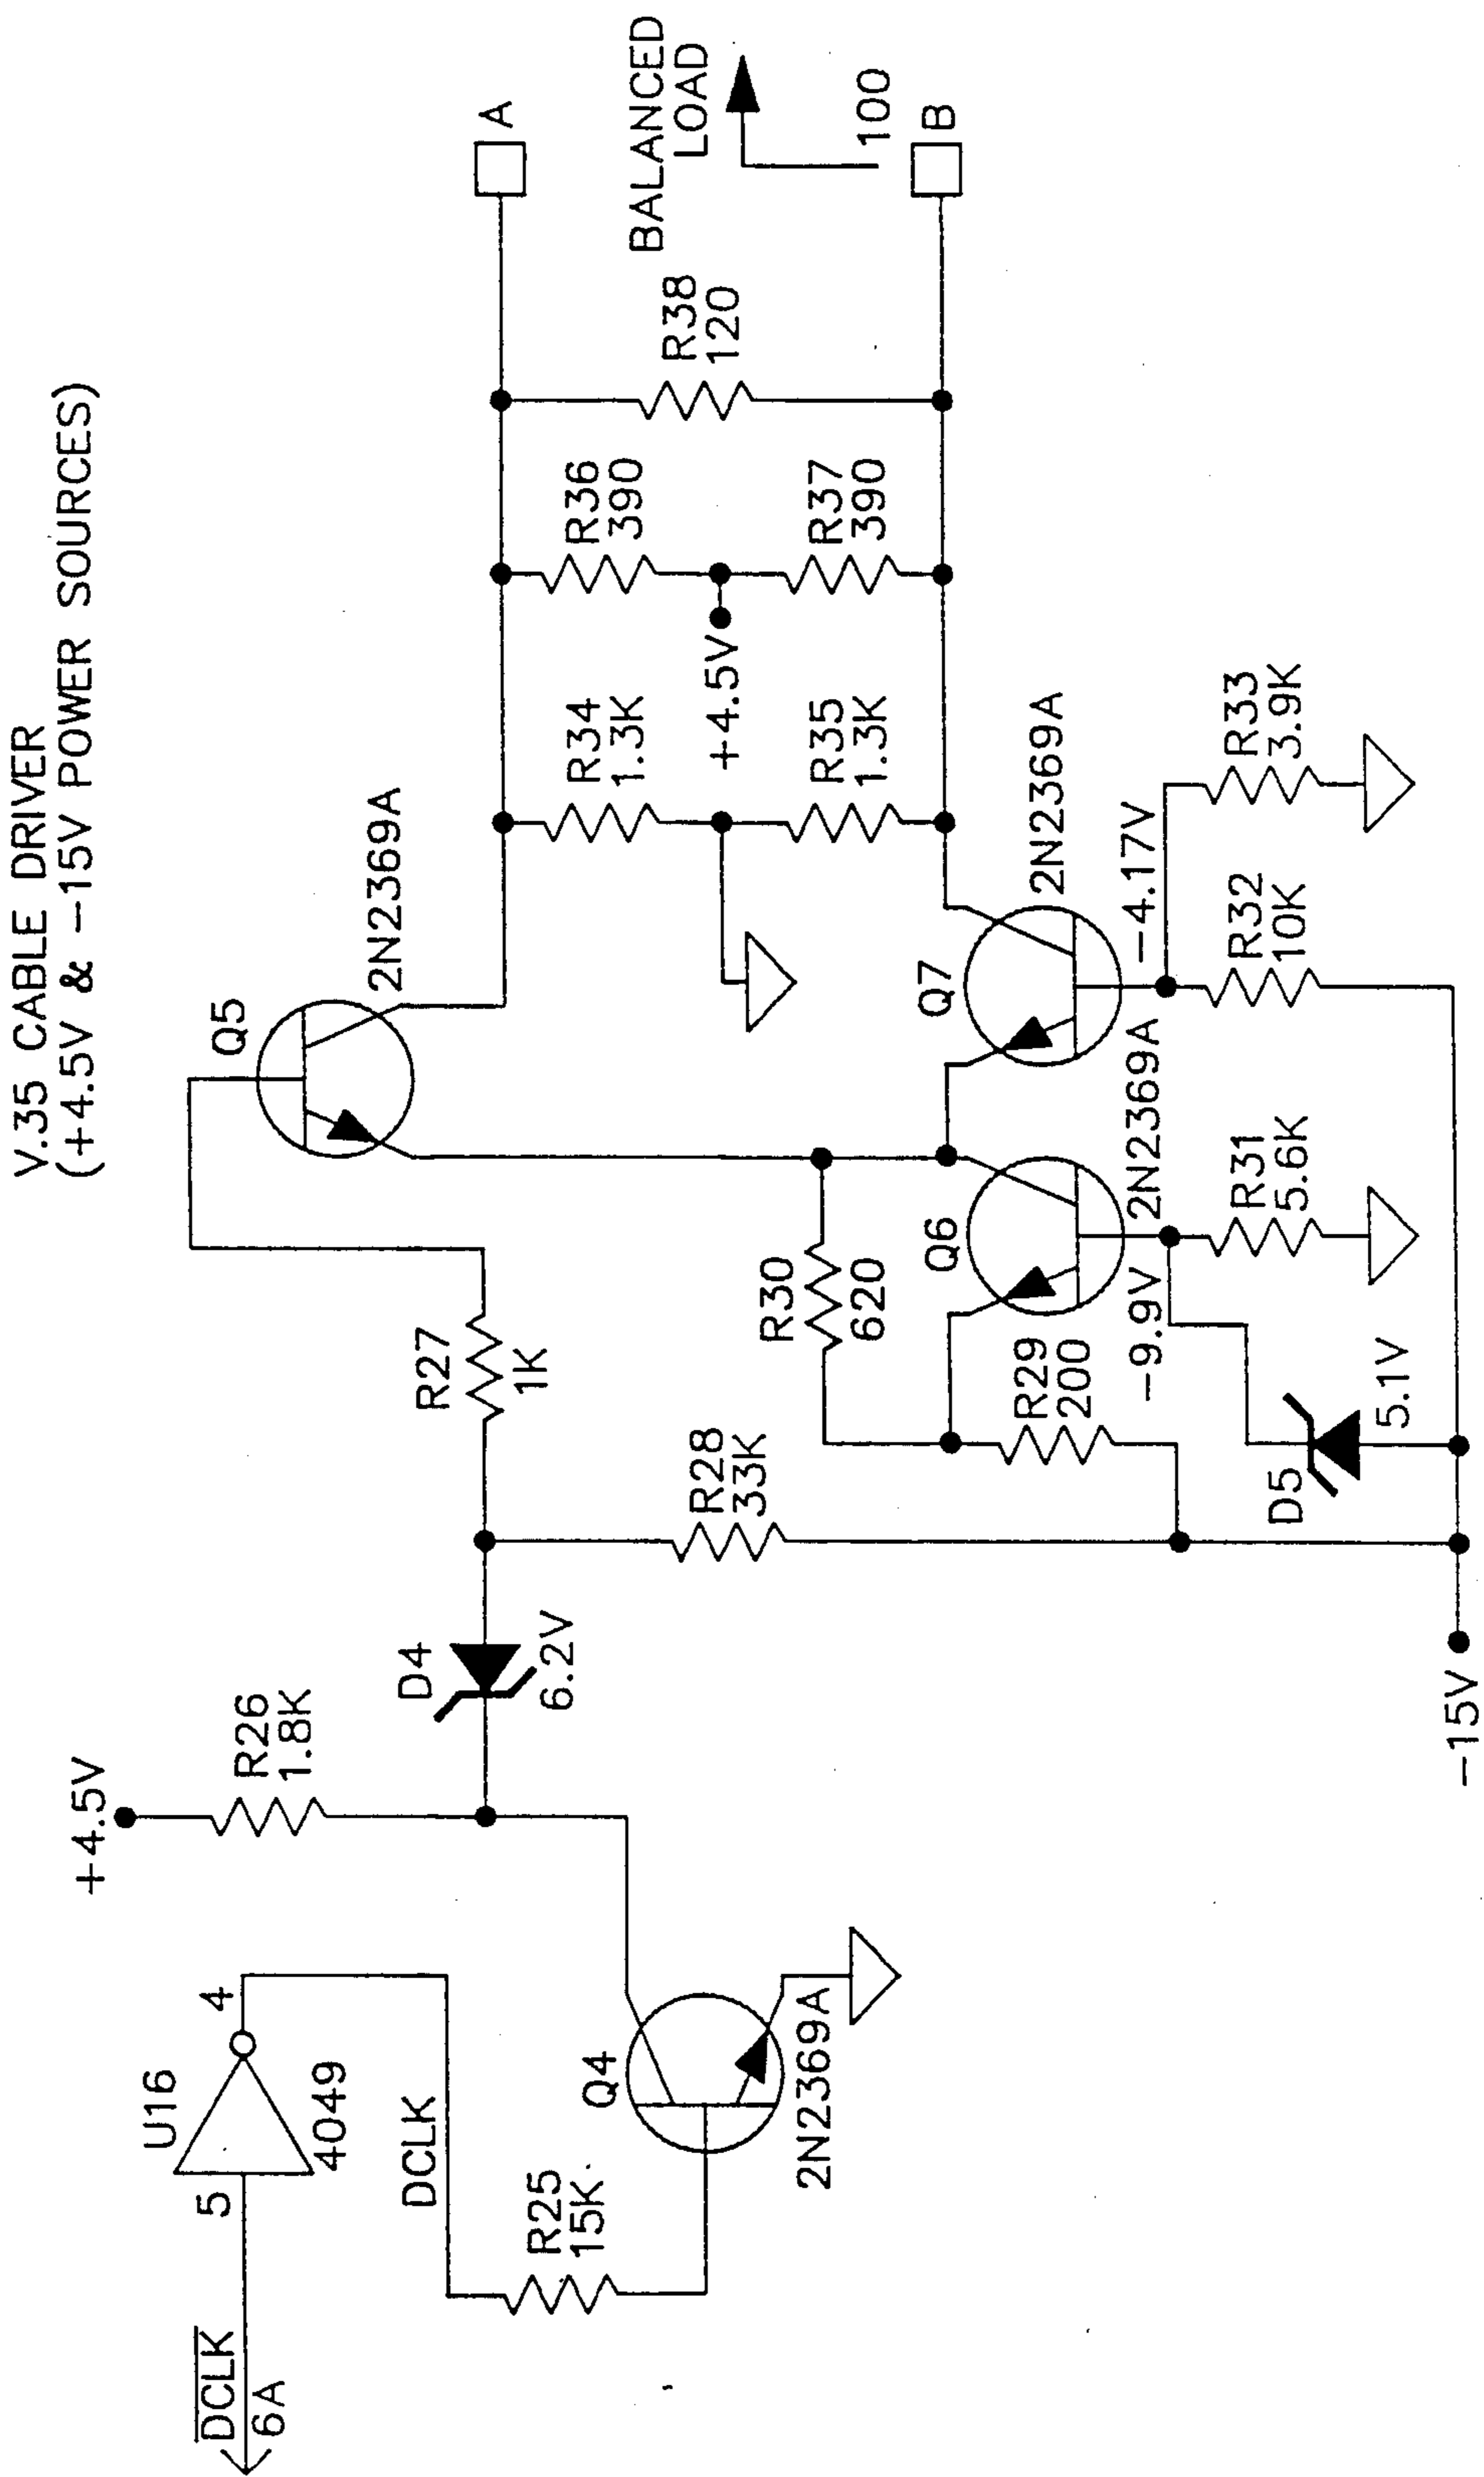 V.35 CABLE DRIVER
(+4.5V & -15V POWER SOURCES)
DCLK
6A
5
U16
4049
4
DCLK
R25
15K
Q4
2N2369A
+4.5V
R26
1.8K
D4
6.2V
R27
1K
R28
33K
Q5
2N2369A
R30
620
R29
200
Q6
2N2369A
-9.9V
D5
5.1V
R31
5.6K
Q7
2N2369A
-4.17V
R32
10K
R33
3.9K
-15V
R34
1.3K
R35
1.3K
+4.5V
R36
390
R37
390
R38
120
A
BALANCED
LOAD
100
B